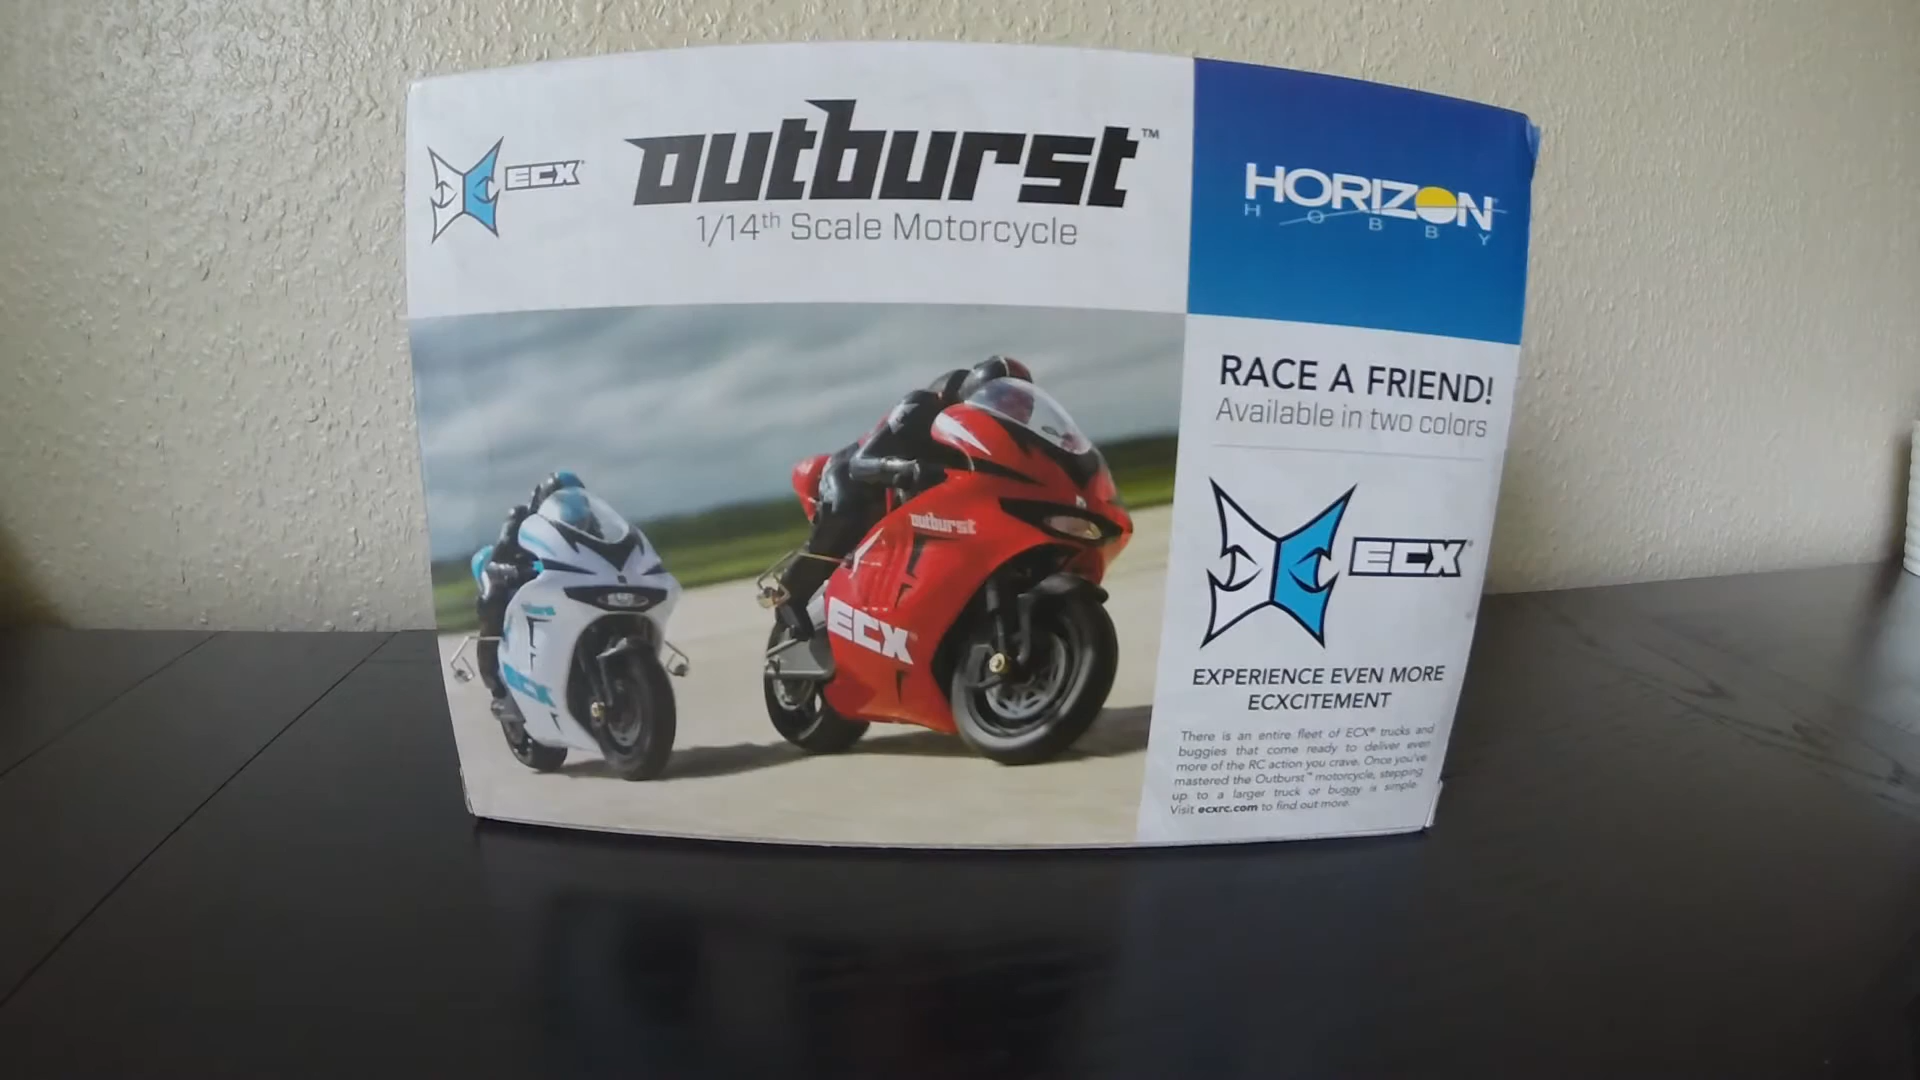 ECX
outburst™
1/14th Scale Motorcycle
HORIZON
HOBBY
RACE A FRIEND!
Available in two colors
outburst
ECX
ECX
ECX
EXPERIENCE EVEN MORE
ECXCITEMENT
There is an entire fleet of ECX® trucks and
buggies that come ready to deliver even
more of the RC action you crave. Once you've
mastered the Outburst™ motorcycle, stepping
up to a larger truck or buggy is simple.
Visit ecxrc.com to find out more.